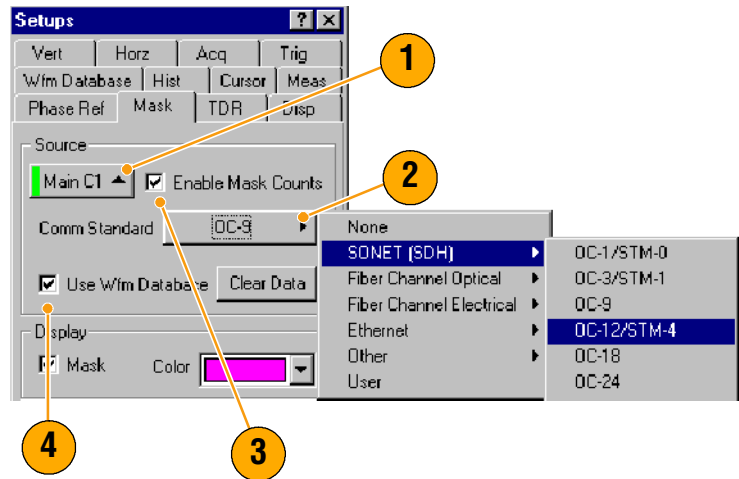 Setups
Vert Horz Acq Trig
Wfm Database Hist Cursor Meas
Phase Ref Mask TDR Disp
1
Source
Main C1 Enable Mask Counts
2
Comm Standard OC-9
Use Wfm Database Clear Data
Display
Mask Color
None
SONET (SDH)
Fiber Channel Optical
Fiber Channel Electrical
Ethernet
Other
User
OC-1/STM-0
OC-3/STM-1
OC-9
OC-12/STM-4
OC-18
OC-24
4
3